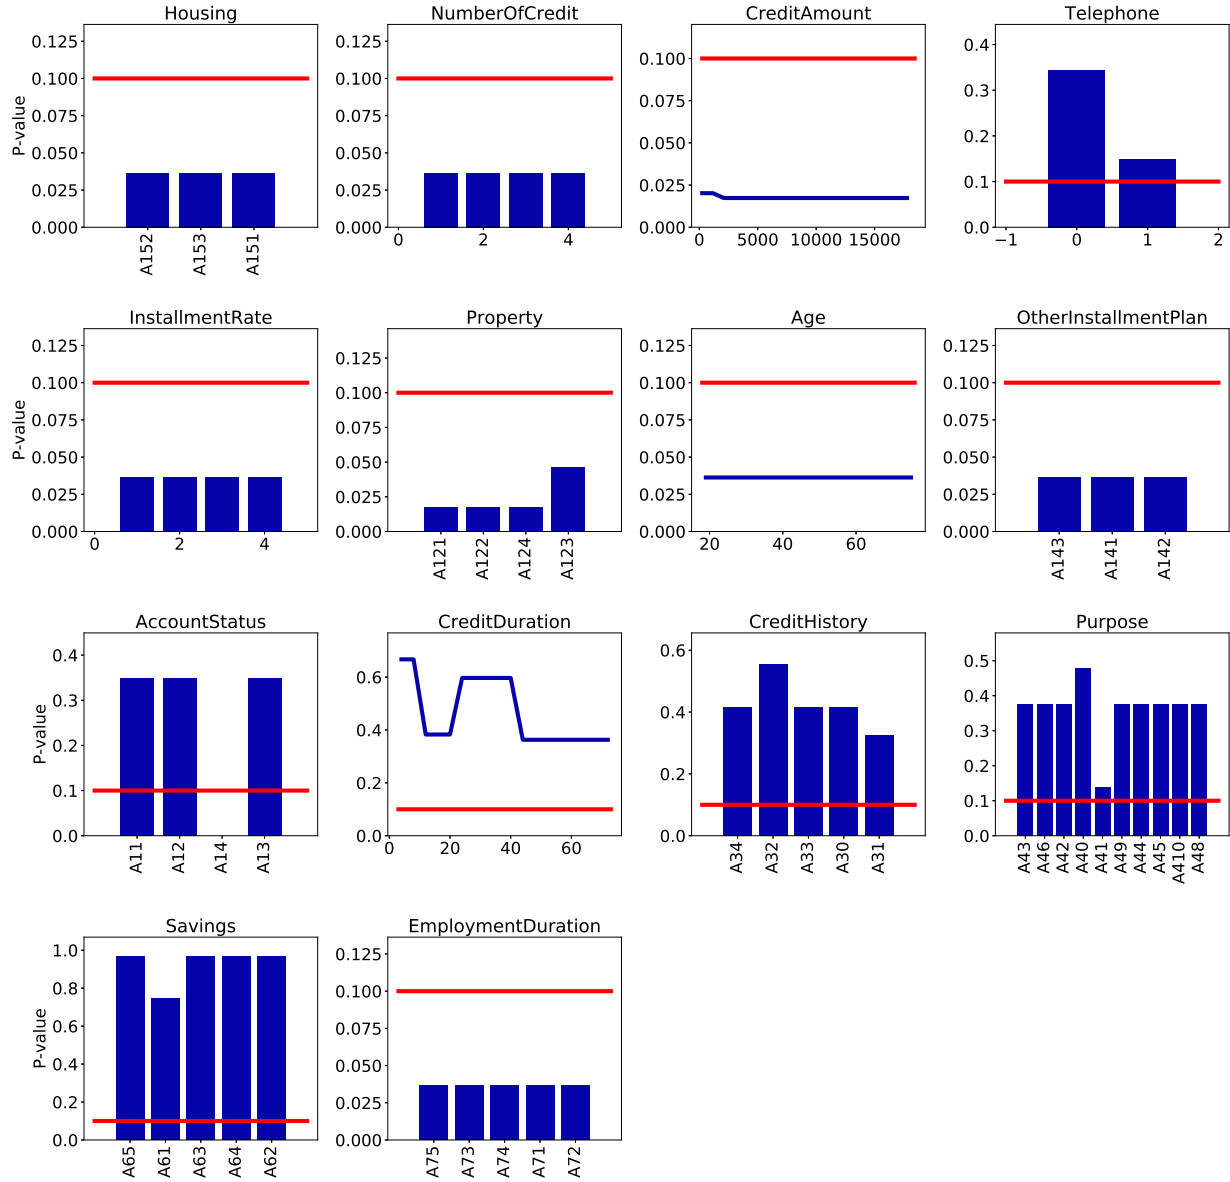 Housing
0.125
0.100
0.075
0.050
0.025
0.000
P-value
A152
A153
A151
NumberOfCredit
0.125
0.100
0.075
0.050
0.025
0.000
0 2 4
CreditAmount
0.100
0.075
0.050
0.025
0.000
0 5000 10000 15000
Telephone
0.4
0.3
0.2
0.1
0.0
−1 0 1 2
InstallmentRate
0.125
0.100
0.075
0.050
0.025
0.000
P-value
0 2 4
Property
0.125
0.100
0.075
0.050
0.025
0.000
A121
A122
A124
A123
Age
0.125
0.100
0.075
0.050
0.025
0.000
20 40 60
OtherInstallmentPlan
0.125
0.100
0.075
0.050
0.025
0.000
A143
A141
A142
AccountStatus
0.4
0.3
0.2
0.1
0.0
P-value
A11
A12
A14
A13
CreditDuration
0.6
0.4
0.2
0.0
0 20 40 60
CreditHistory
0.6
0.4
0.2
0.0
A34
A32
A33
A30
A31
Purpose
0.5
0.4
0.3
0.2
0.1
0.0
A43
A46
A42
A40
A41
A49
A44
A45
A410
A48
Savings
1.0
0.8
0.6
0.4
0.2
0.0
P-value
A65
A61
A63
A64
A62
EmploymentDuration
0.125
0.100
0.075
0.050
0.025
0.000
A75
A73
A74
A71
A72